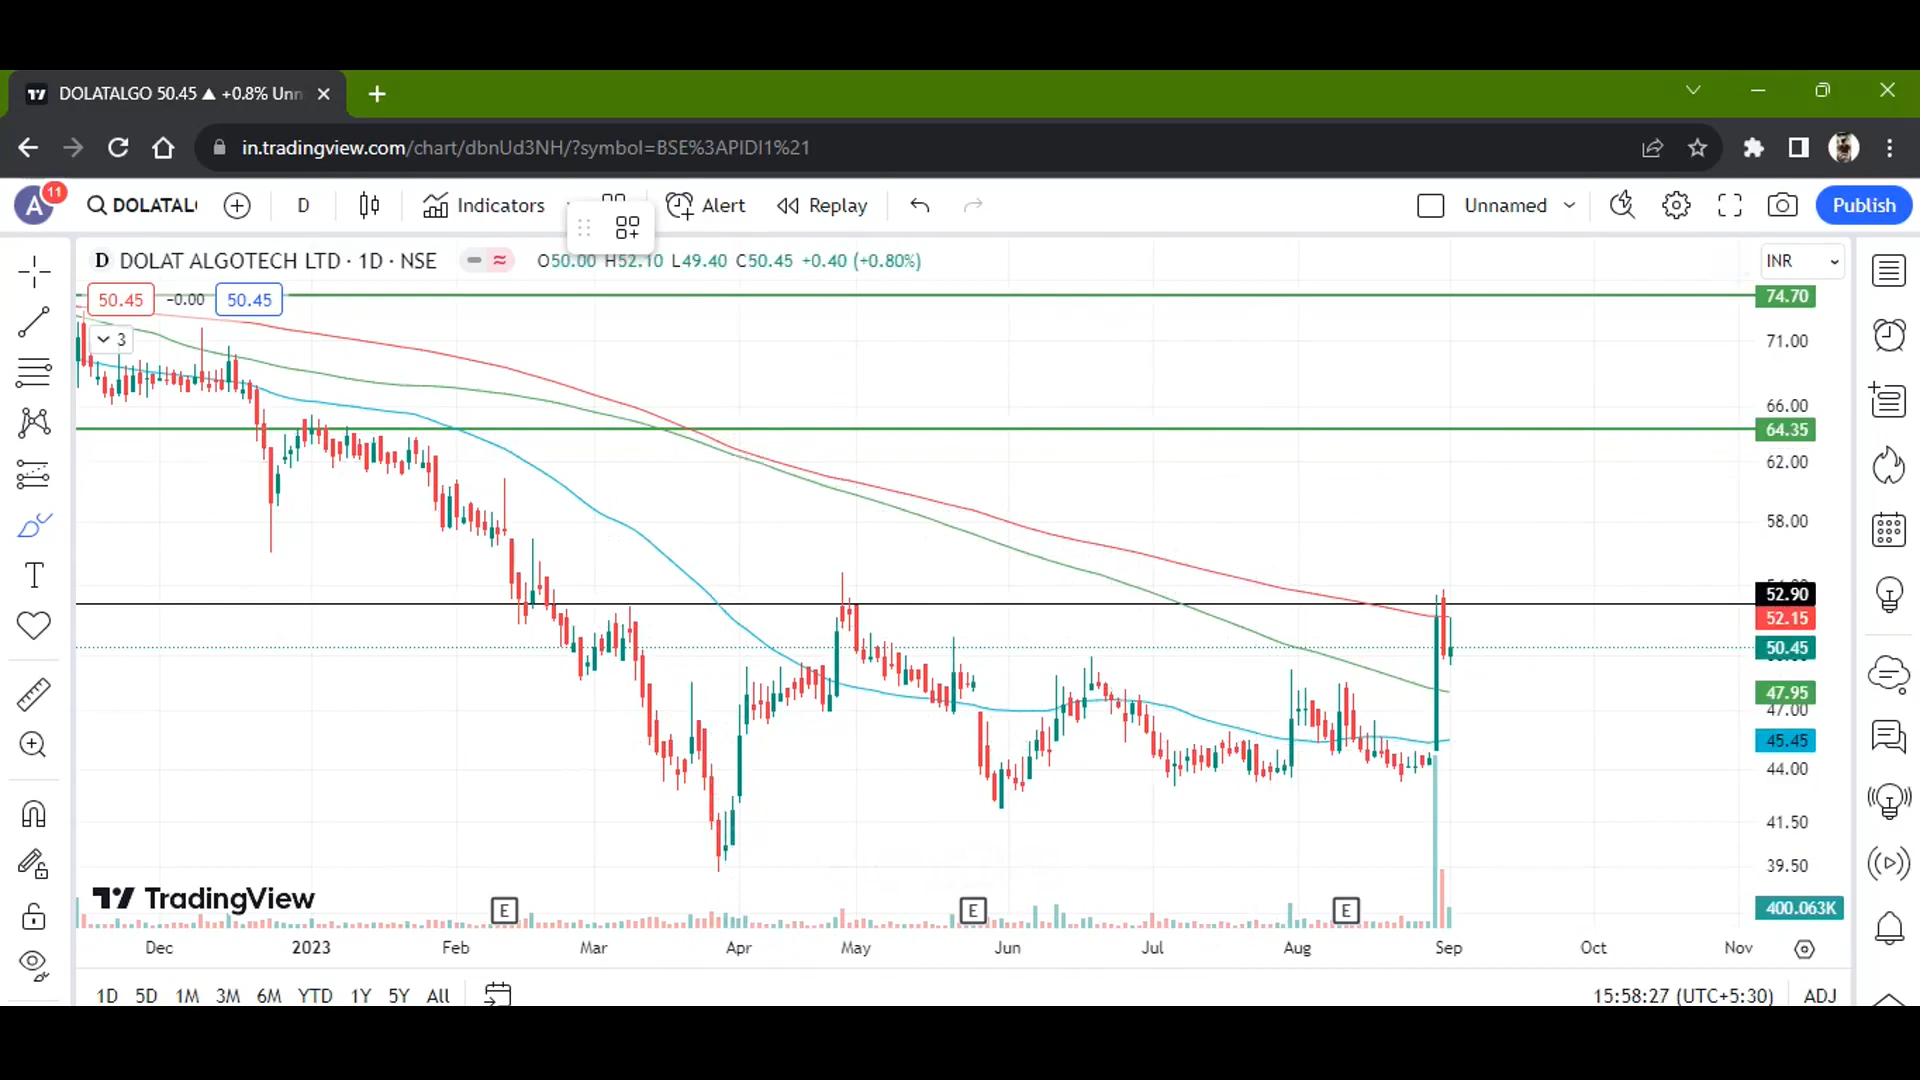 DOLATALGO 50.45 ▲ +0.8% Unn
in.tradingview.com/chart/dbnUd3NH/?symbol=BSE%3APIDI1%21
A 11 DOLATAL D Indicators Alert Replay Unnamed Publish
D DOLAT ALGOTECH LTD · 1D · NSE O50.00 H52.10 L49.40 C50.45 +0.40 (+0.80%) INR
50.45 -0.00 50.45
3
74.70
71.00
66.00
64.35
62.00
58.00
52.90
52.15
50.45
47.95
47.00
45.45
44.00
41.50
39.50
400.063K
TradingView
E E E
Dec 2023 Feb Mar Apr May Jun Jul Aug Sep Oct Nov
1D 5D 1M 3M 6M YTD 1Y 5Y All 15:58:27 (UTC+5:30) ADJ